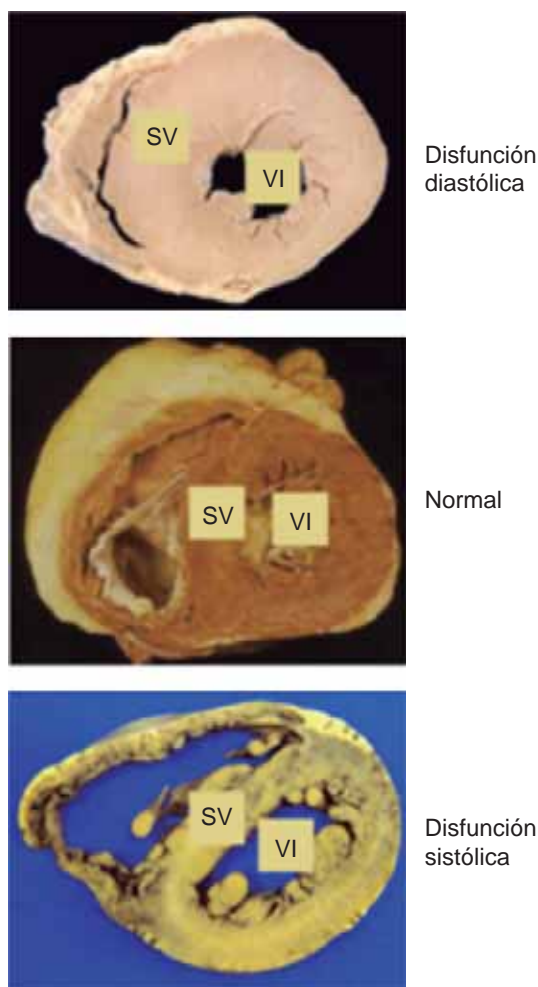 SV
VI
Disfunción
diastólica
SV
VI
Normal
SV
VI
Disfunción
sistólica